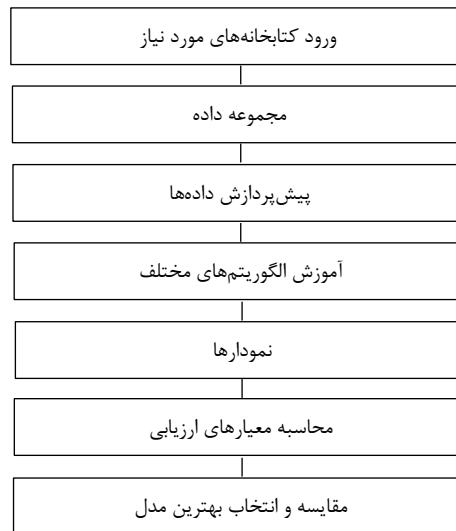 ورود کتابخانه‌های مورد نیاز
مجموعه داده
پیش‌پردازش داده‌ها
آموزش الگوریتم‌های مختلف
نمودارها
محاسبه معیارهای ارزیابی
مقایسه و انتخاب بهترین مدل